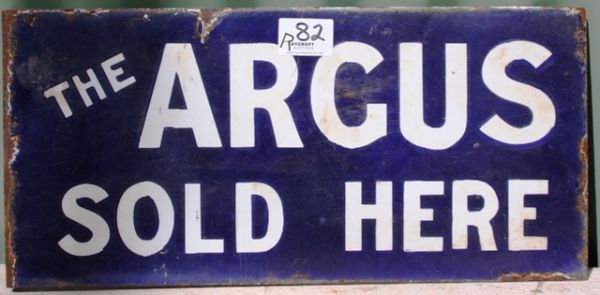 R 82
THE ARGUS
SOLD HERE